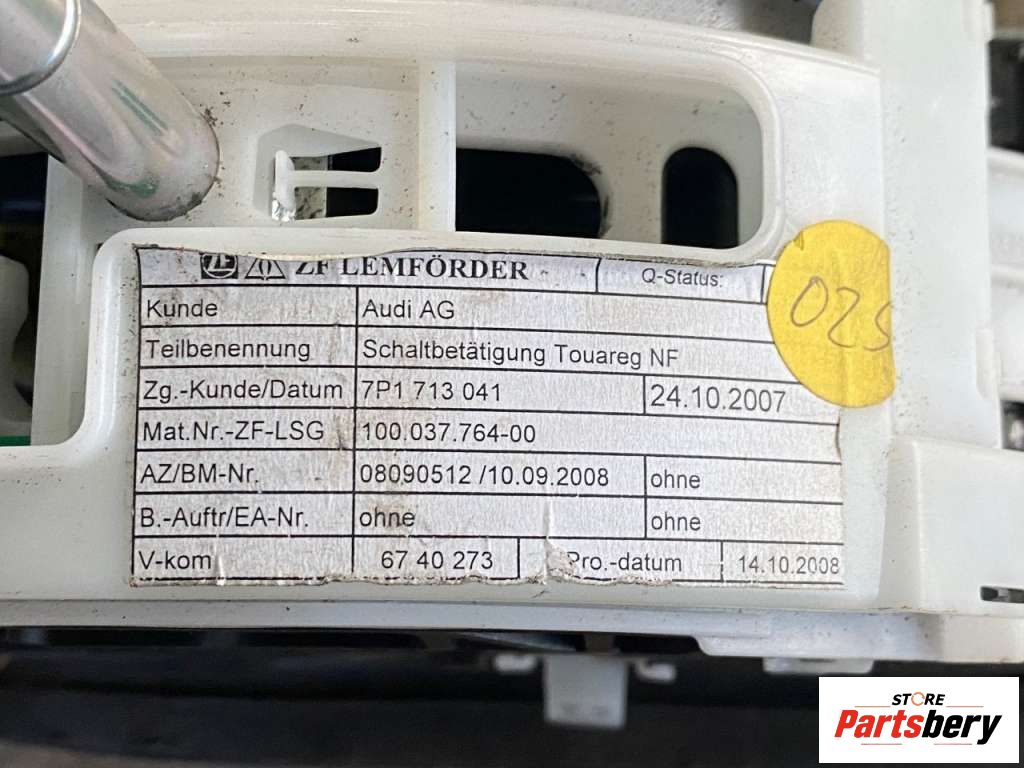 ZF ZF LEMFÖRDER Q-Status:
Kunde Audi AG
Teilbenennung Schaltbetätigung Touareg NF
Zg.-Kunde/Datum 7P1 713 041 24.10.2007
Mat.Nr.-ZF-LSG 100.037.764-00
AZ/BM-Nr. 08090512 /10.09.2008 ohne
B.-Auftr/EA-Nr. ohne ohne
V-kom 67 40 273 Pro.-datum 14.10.2008
STORE
Partsbery